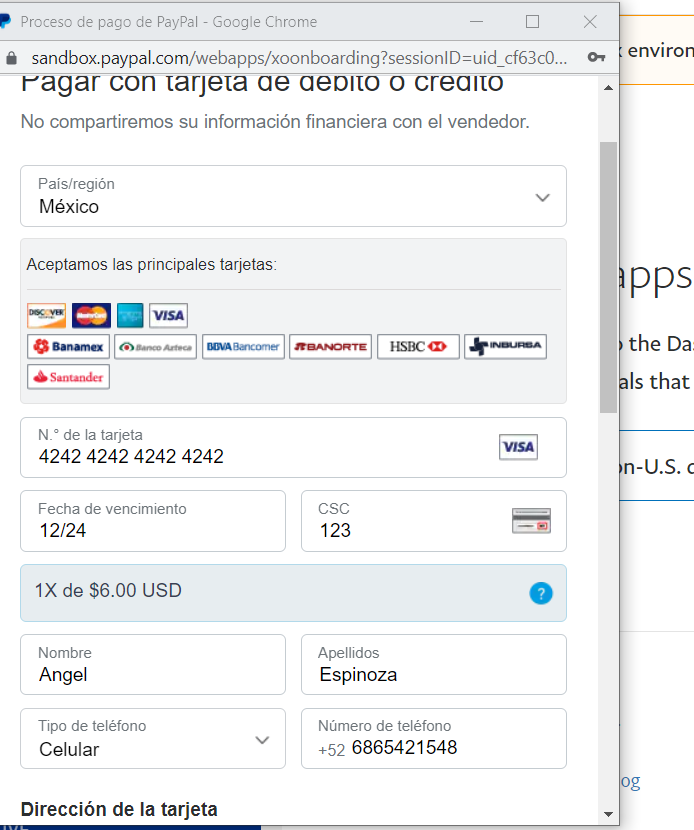 Proceso de pago de PayPal - Google Chrome
sandbox.paypal.com/webapps/xoonboarding?sessionID=uid_cf63c0...
Pagar con tarjeta de débito o crédito
No compartiremos su información financiera con el vendedor.
País/región
México
Aceptamos las principales tarjetas:
DISCOVER MasterCard VISA
Banamex Banco Azteca BBVA Bancomer BANORTE HSBC INBURSA
Santander
N.° de la tarjeta
4242 4242 4242 4242 VISA
Fecha de vencimiento
12/24
CSC
123
1X de $6.00 USD ?
Nombre
Angel
Apellidos
Espinoza
Tipo de teléfono
Celular
Número de teléfono
+52 6865421548
Dirección de la tarjeta
x environ
apps
o the Da
als that
on-U.S. c
og